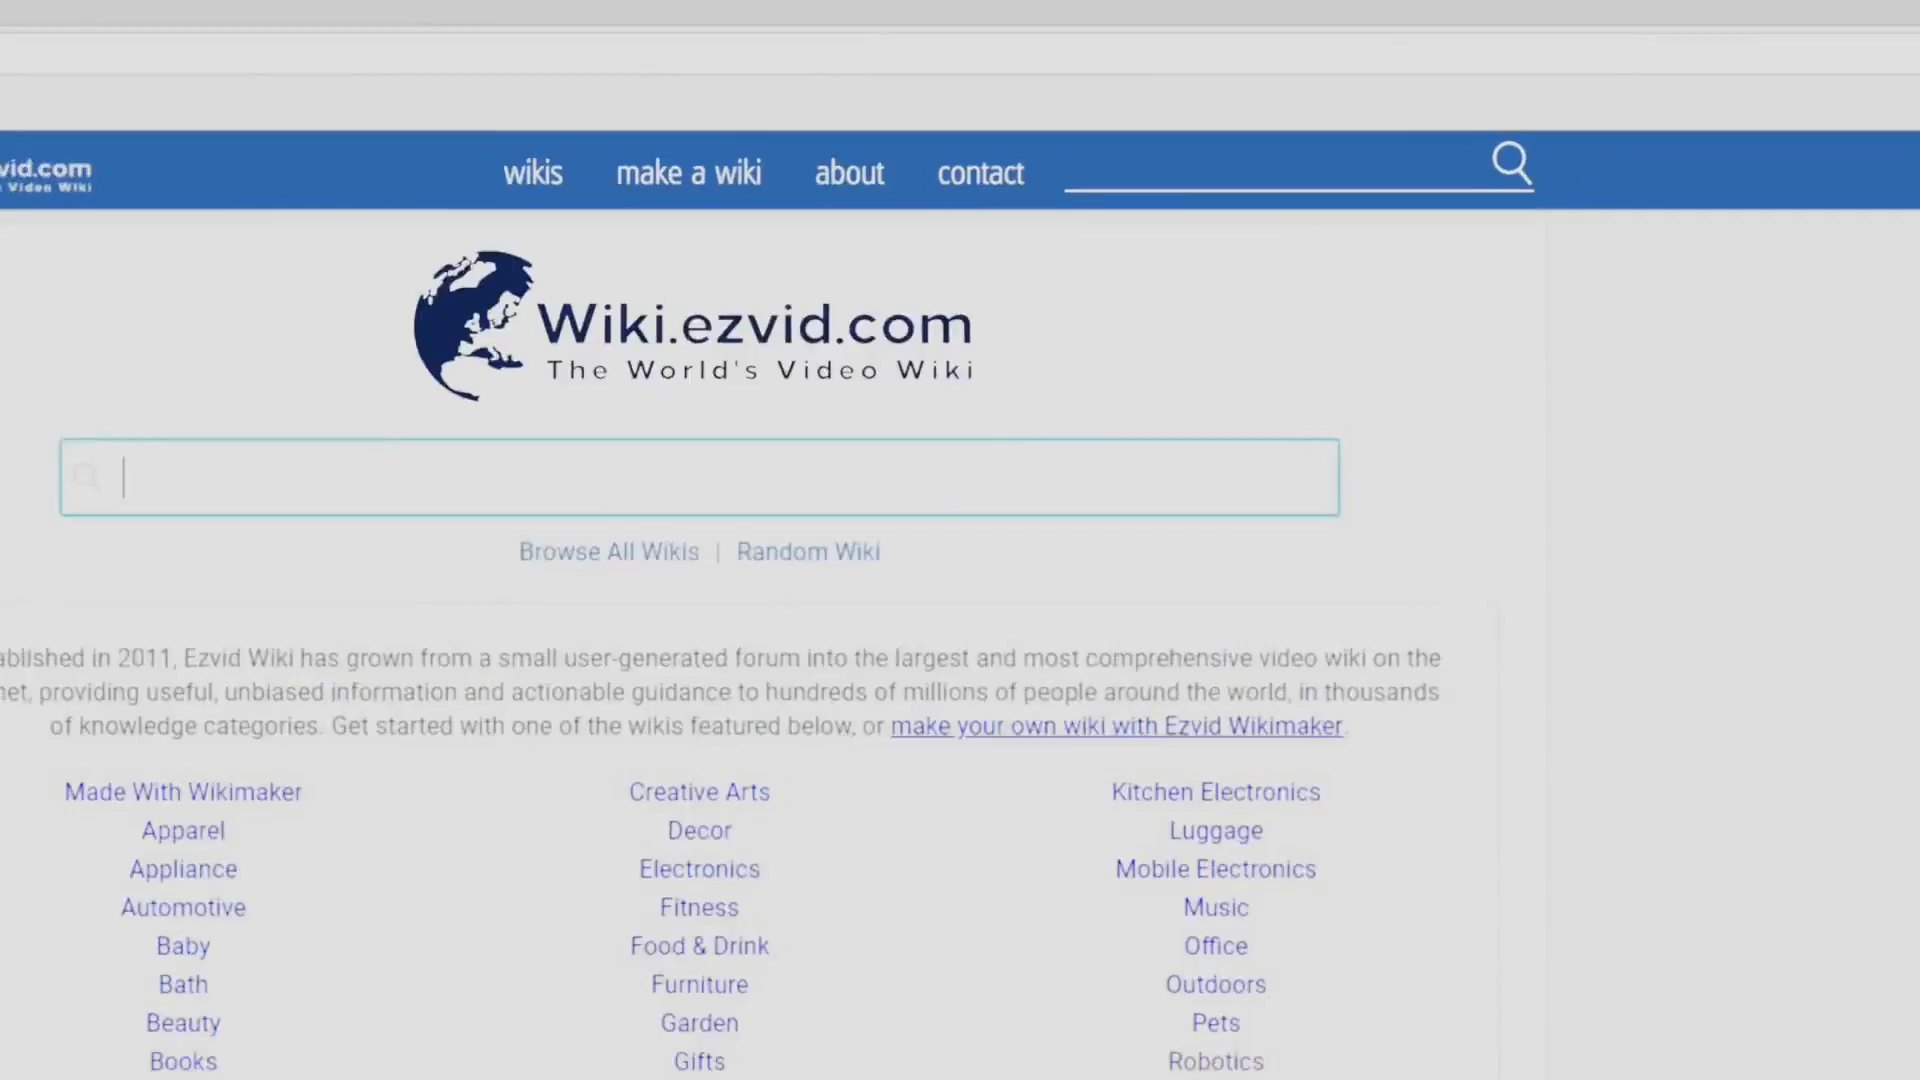 vid.com
Video Wiki
wikis make a wiki about contact
Wiki.ezvid.com
The World's Video Wiki
Browse All Wikis | Random Wiki
ablished in 2011, Ezvid Wiki has grown from a small user-generated forum into the largest and most comprehensive video wiki on the
net, providing useful, unbiased information and actionable guidance to hundreds of millions of people around the world, in thousands
of knowledge categories. Get started with one of the wikis featured below, or make your own wiki with Ezvid Wikimaker.
Made With Wikimaker Creative Arts Kitchen Electronics
Apparel Decor Luggage
Appliance Electronics Mobile Electronics
Automotive Fitness Music
Baby Food & Drink Office
Bath Furniture Outdoors
Beauty Garden Pets
Books Gifts Robotics